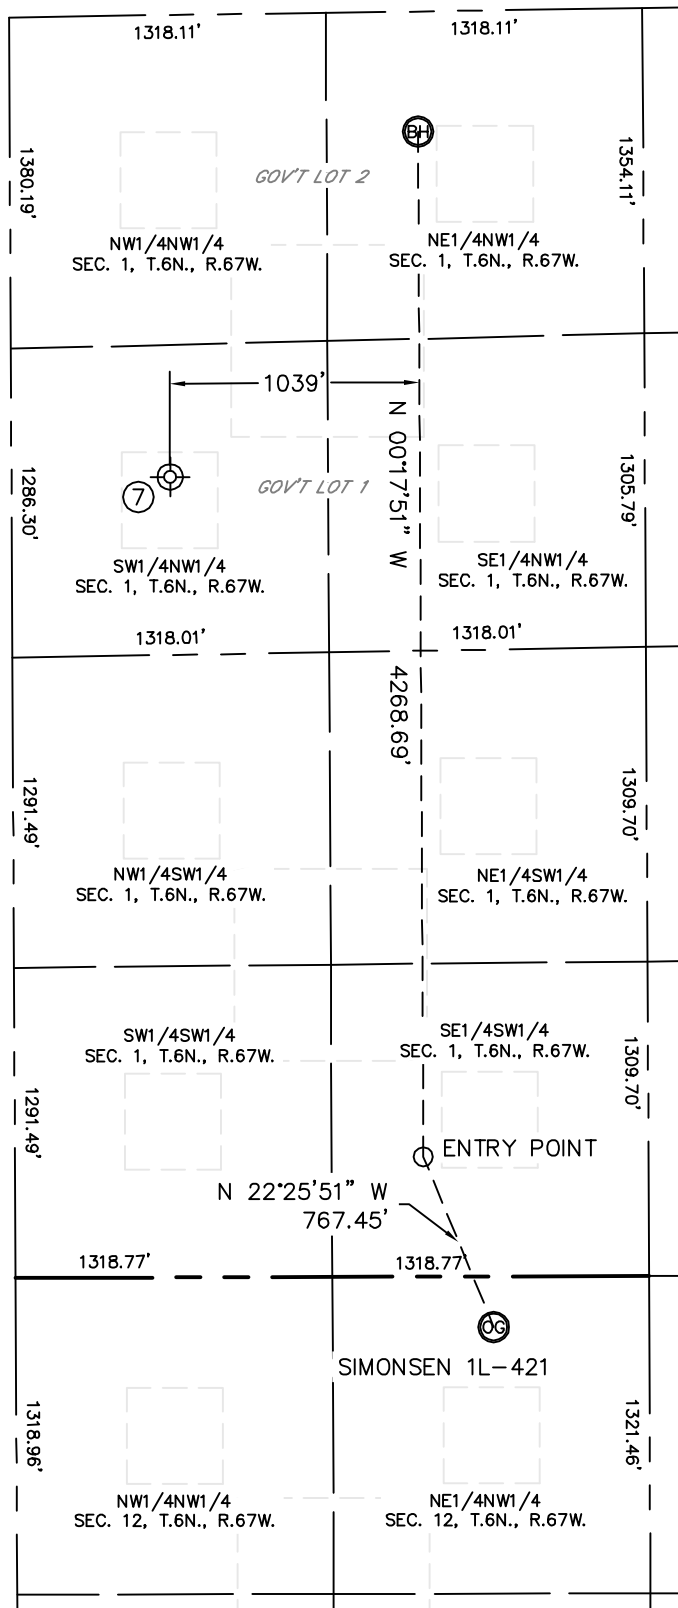 1318.11'
1318.11'
1380.19'
GOV'T LOT 2
BH
1354.11'
NW1/4NW1/4
SEC. 1, T.6N., R.67W.
NE1/4NW1/4
SEC. 1, T.6N., R.67W.
1039'
N 00°17'51" W
1286.30'
7
GOV'T LOT 1
1305.79'
SW1/4NW1/4
SEC. 1, T.6N., R.67W.
SE1/4NW1/4
SEC. 1, T.6N., R.67W.
1318.01'
1318.01'
4268.69'
1291.49'
1309.70'
NW1/4SW1/4
SEC. 1, T.6N., R.67W.
NE1/4SW1/4
SEC. 1, T.6N., R.67W.
SW1/4SW1/4
SEC. 1, T.6N., R.67W.
SE1/4SW1/4
SEC. 1, T.6N., R.67W.
1291.49'
1309.70'
ENTRY POINT
N 22°25'51" W
767.45'
1318.77'
1318.77'
OG
SIMONSEN 1L-421
1318.96'
1321.46'
NW1/4NW1/4
SEC. 12, T.6N., R.67W.
NE1/4NW1/4
SEC. 12, T.6N., R.67W.